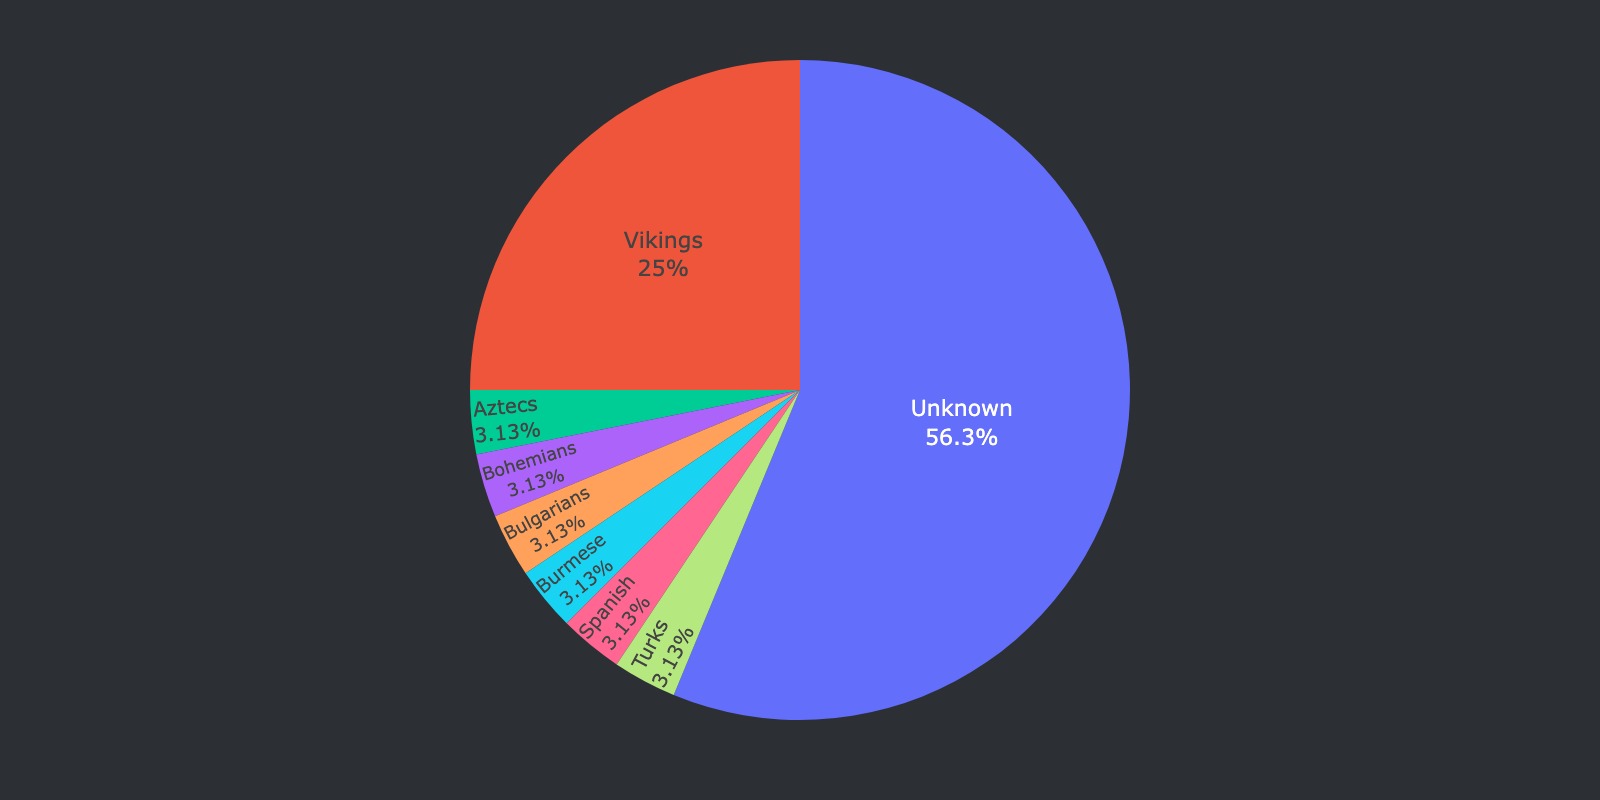 Vikings
25%
Unknown
56.3%
Aztecs
3.13%
Bohemians
3.13%
Bulgarians
3.13%
Burmese
3.13%
Spanish
3.13%
Turks
3.13%